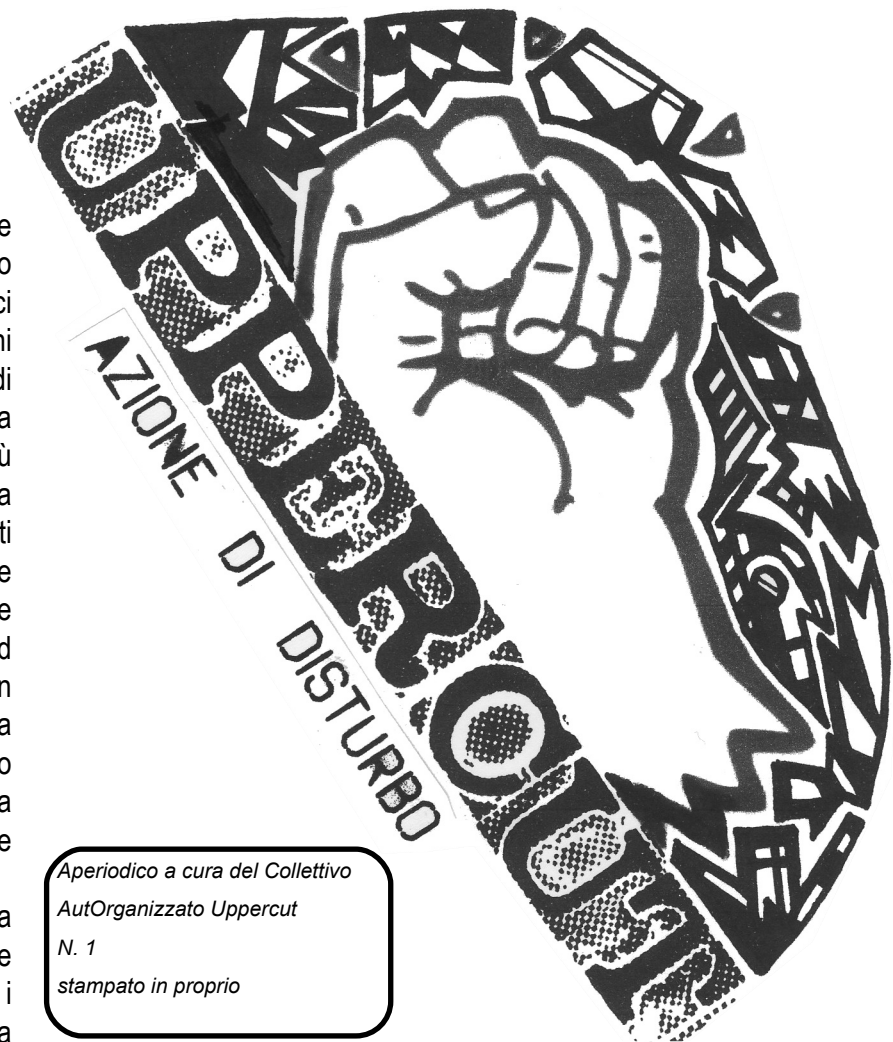 UPPERCUT
AZIONE DI DISTURBO
Aperiodico a cura del Collettivo
AutOrganizzato Uppercut
N. 1
stampato in proprio